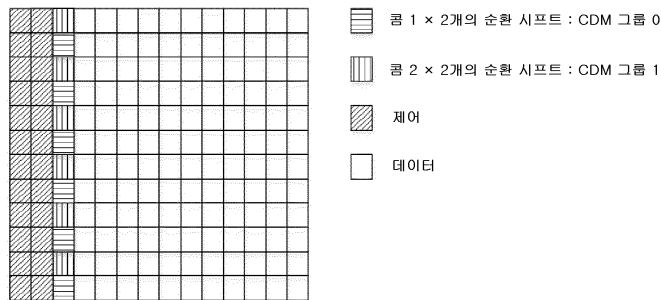 콤 1 × 2개의 순환 시프트 : CDM 그룹 0
콤 2 × 2개의 순환 시프트 : CDM 그룹 1
제어
데이터